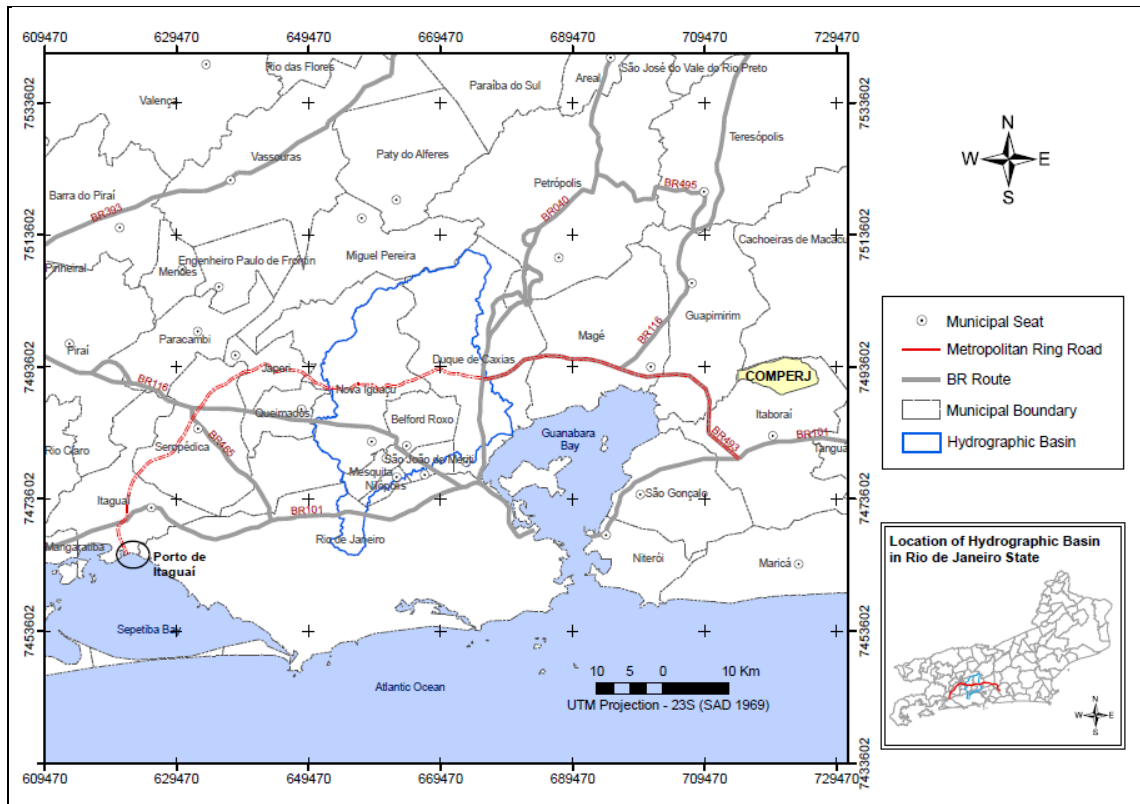 609470 629470 649470 669470 689470 709470 729470
7533602 7513602 7493602 7473602 7453602 7433602
Rio das Flores
Paraíba do Sul
Areal
São José do Vale do Rio Preto
Valença
Teresópolis
Vassouras
Paty do Alferes
Petrópolis
BR495
Barra do Piraí
BR393
BR040
Cachoeiras de Macacu
Miguel Pereira
Engenheiro Paulo de Frontin
Pinheiral
Mendes
Guapimirim
Magé
BR116
Paracambi
Piraí
Duque de Caxias
Japeri
COMPERJ
BR116
Nova Iguaçu
Queimados
Belford Roxo
Itaboraí
Guanabara
Bay
BR465
BR493
BR101
Seropédica
Tangua
Rio Claro
São João de Meriti
Mesquita
Nilópolis
São Gonçalo
Itaguaí
BR101
Rio de Janeiro
Mangaratiba
Porto de
Itaguaí
Niterói
Maricá
Sepetiba Bay
Atlantic Ocean
10 5 0 10 Km
UTM Projection - 23S (SAD 1969)
7533602 7513602 7493602 7473602 7453602 7433602
609470 629470 649470 669470 689470 709470 729470
N
W E
S
Municipal Seat
Metropolitan Ring Road
BR Route
Municipal Boundary
Hydrographic Basin
Location of Hydrographic Basin
in Rio de Janeiro State
N
W E
S